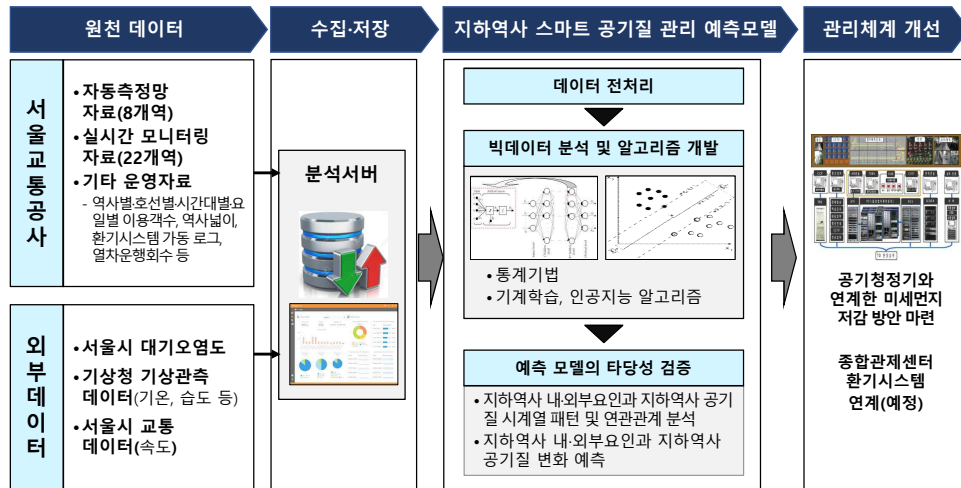 원천 데이터
수집·저장
지하역사 스마트 공기질 관리 예측모델
관리체계 개선
서울교통공사
• 자동측정망
자료(8개역)
• 실시간 모니터링
자료(22개역)
• 기타 운영자료
- 역사별·호선별·시간대별·요
일별 이용객수, 역사넓이,
환기시스템 가동 로그,
열차운행회수 등
외부데이터
• 서울시 대기오염도
• 기상청 기상관측
데이터(기온, 습도 등)
• 서울시 교통
데이터(속도)
분석서버
데이터 전처리
빅데이터 분석 및 알고리즘 개발
• 통계기법
• 기계학습, 인공지능 알고리즘
예측 모델의 타당성 검증
• 지하역사 내·외부요인과 지하역사 공기
질 시계열 패턴 및 연관관계 분석
• 지하역사 내·외부요인과 지하역사
공기질 변화 예측
공기청정기와
연계한 미세먼지
저감 방안 마련
종합관제센터
환기시스템
연계(예정)